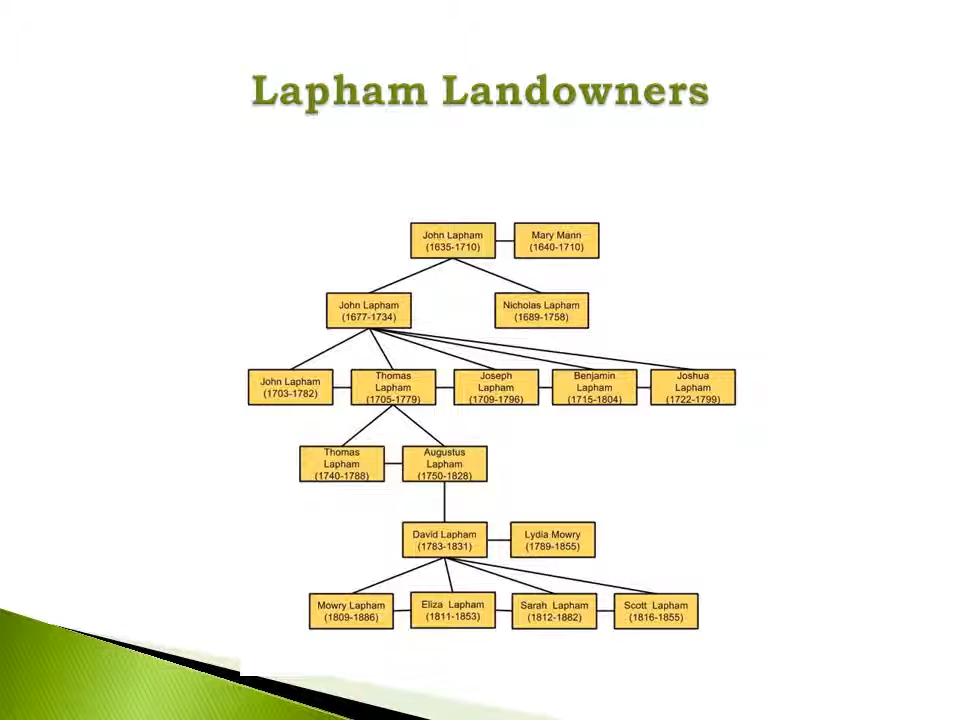 Lapham Landowners
John Lapham
(1635-1710)
Mary Mann
(1640-1710)
John Lapham
(1677-1734)
Nicholas Lapham
(1689-1758)
John Lapham
(1703-1782)
Thomas
Lapham
(1705-1779)
Joseph
Lapham
(1709-1796)
Benjamin
Lapham
(1715-1804)
Joshua
Lapham
(1722-1799)
Thomas
Lapham
(1740-1788)
Augustus
Lapham
(1750-1828)
David Lapham
(1783-1831)
Lydia Mowry
(1789-1855)
Mowry Lapham
(1809-1886)
Eliza Lapham
(1811-1853)
Sarah Lapham
(1812-1882)
Scott Lapham
(1816-1855)